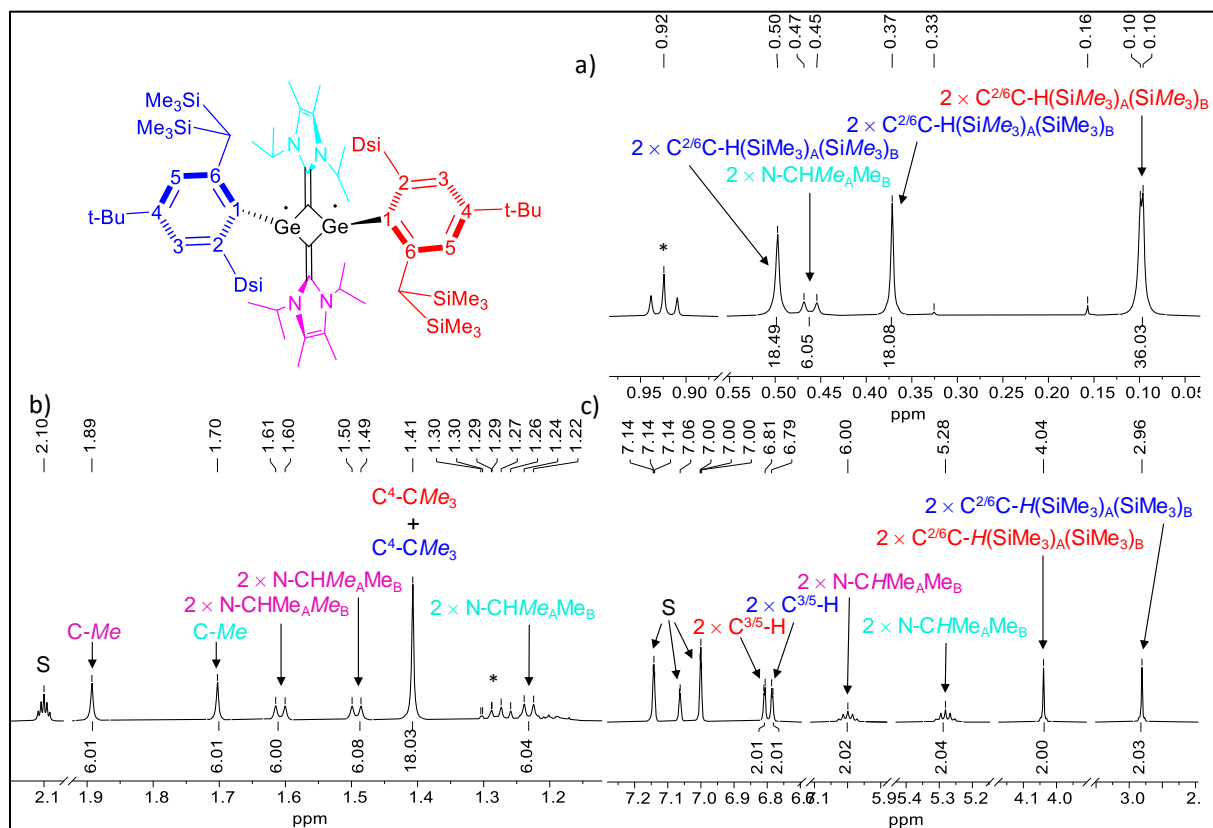 Me3Si
Me3Si
5
6
t-Bu
4
1
3
2
Dsi
N
N
Ge
Ge
N
N
Dsi
2
3
1
4
t-Bu
6
5
SiMe3
SiMe3
a)
0.92
0.50
0.47
0.45
0.37
0.33
0.16
0.10
0.10
2 × C2/6C-H(SiMe3)A(SiMe3)B
2 × C2/6C-H(SiMe3)A(SiMe3)B
2 × C2/6C-H(SiMe3)A(SiMe3)B
2 × N-CHMeAMeB
*
18.49
6.05
18.08
36.03
0.95 0.90 0.55 0.50 0.45 0.40 0.35 0.30 0.25 0.20 0.15 0.10 0.05
ppm
b)
2.10
1.89
1.70
1.61
1.60
1.50
1.49
1.41
1.30
1.30
1.29
1.29
1.27
1.26
1.24
1.22
C4-CMe3
+
C4-CMe3
2 × N-CHMeAMeB
2 × N-CHMeAMeB
2 × N-CHMeAMeB
C-Me
C-Me
S
*
6.01
6.01
6.00
6.08
18.03
6.04
2.1 1.9 1.8 1.7 1.6 1.5 1.4 1.3 1.2
ppm
c)
7.14
7.14
7.14
7.06
7.00
7.00
7.00
6.81
6.79
6.00
5.28
4.04
2.96
2 × C2/6C-H(SiMe3)A(SiMe3)B
2 × C2/6C-H(SiMe3)A(SiMe3)B
2 × N-CHMeAMeB
2 × N-CHMeAMeB
S
2 × C3/5-H
2 × C3/5-H
2.01
2.01
2.02
2.04
2.00
2.03
7.2 7.1 7.0 6.9 6.8 5.9 5.4 5.3 5.2 4.1 4.0 3.0
ppm